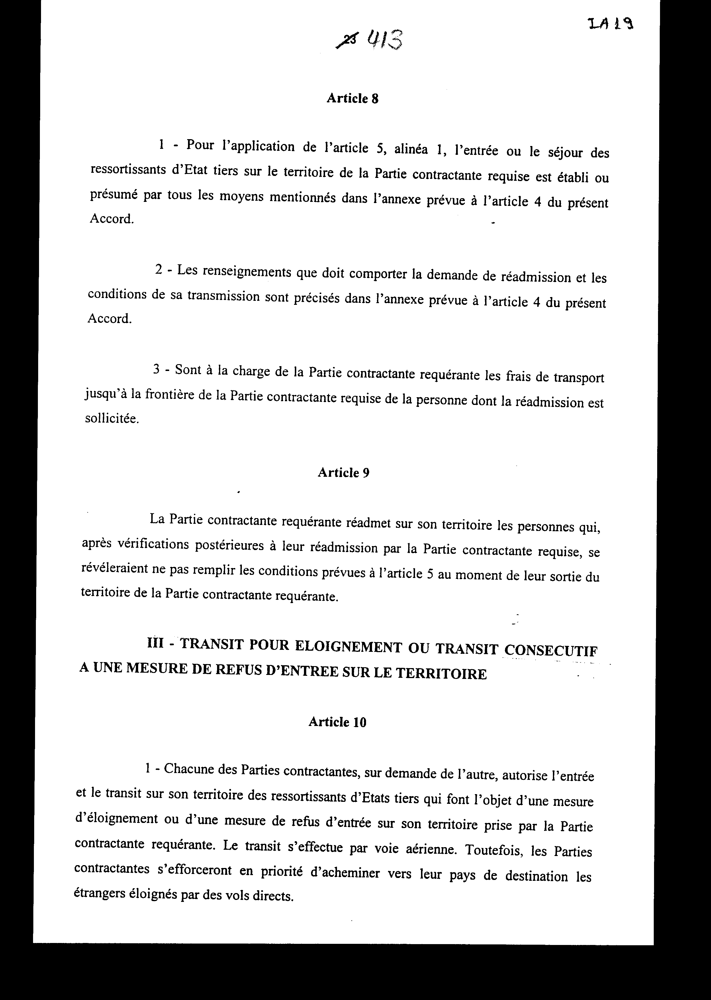 IA19
23 413
Article 8
1 - Pour l'application de l'article 5, alinéa 1, l'entrée ou le séjour des
ressortissants d'Etat tiers sur le territoire de la Partie contractante requise est établi ou
présumé par tous les moyens mentionnés dans l'annexe prévue à l'article 4 du présent
Accord.
2 - Les renseignements que doit comporter la demande de réadmission et les
conditions de sa transmission sont précisés dans l'annexe prévue à l'article 4 du présent
Accord.
3 - Sont à la charge de la Partie contractante requérante les frais de transport
jusqu'à la frontière de la Partie contractante requise de la personne dont la réadmission est
sollicitée.
Article 9
La Partie contractante requérante réadmet sur son territoire les personnes qui,
après vérifications postérieures à leur réadmission par la Partie contractante requise, se
révéleraient ne pas remplir les conditions prévues à l'article 5 au moment de leur sortie du
territoire de la Partie contractante requérante.
III - TRANSIT POUR ELOIGNEMENT OU TRANSIT CONSECUTIF
A UNE MESURE DE REFUS D'ENTREE SUR LE TERRITOIRE
Article 10
1 - Chacune des Parties contractantes, sur demande de l'autre, autorise l'entrée
et le transit sur son territoire des ressortissants d'Etats tiers qui font l'objet d'une mesure
d'éloignement ou d'une mesure de refus d'entrée sur son territoire prise par la Partie
contractante requérante. Le transit s'effectue par voie aérienne. Toutefois, les Parties
contractantes s'efforceront en priorité d'acheminer vers leur pays de destination les
étrangers éloignés par des vols directs.